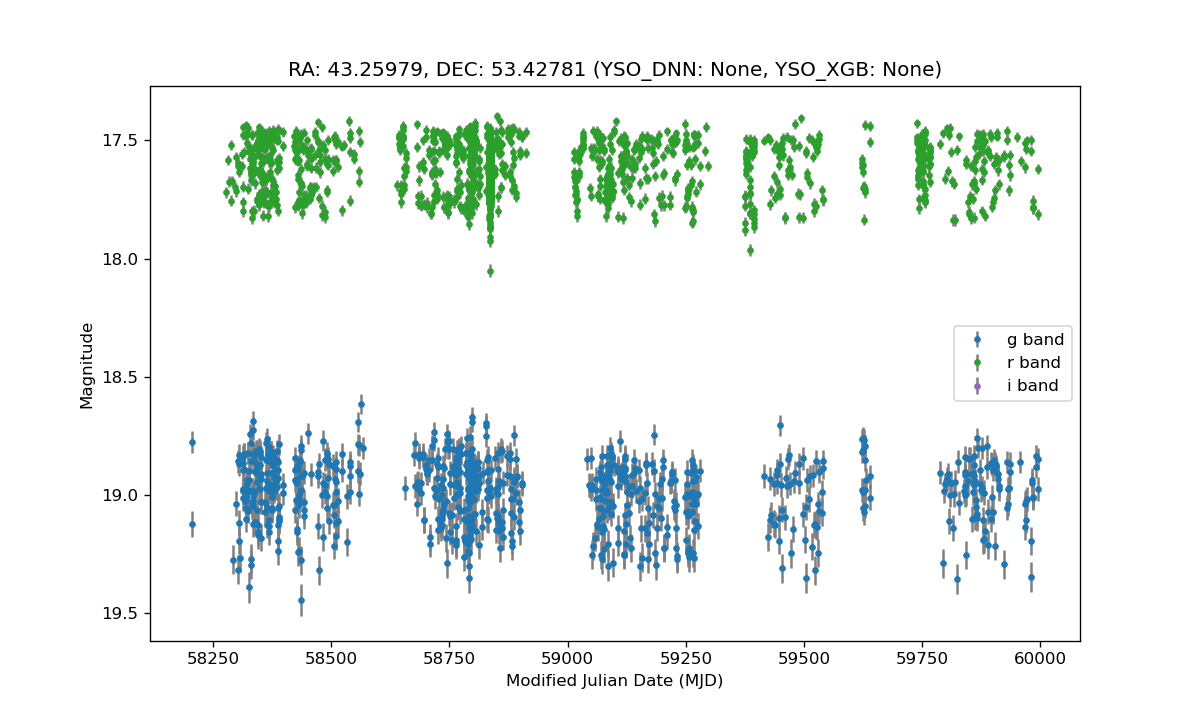 RA: 43.25979, DEC: 53.42781 (YSO_DNN: None, YSO_XGB: None)
17.5
18.0
18.5
19.0
19.5
Magnitude
g band
r band
i band
58250 58500 58750 59000 59250 59500 59750 60000
Modified Julian Date (MJD)